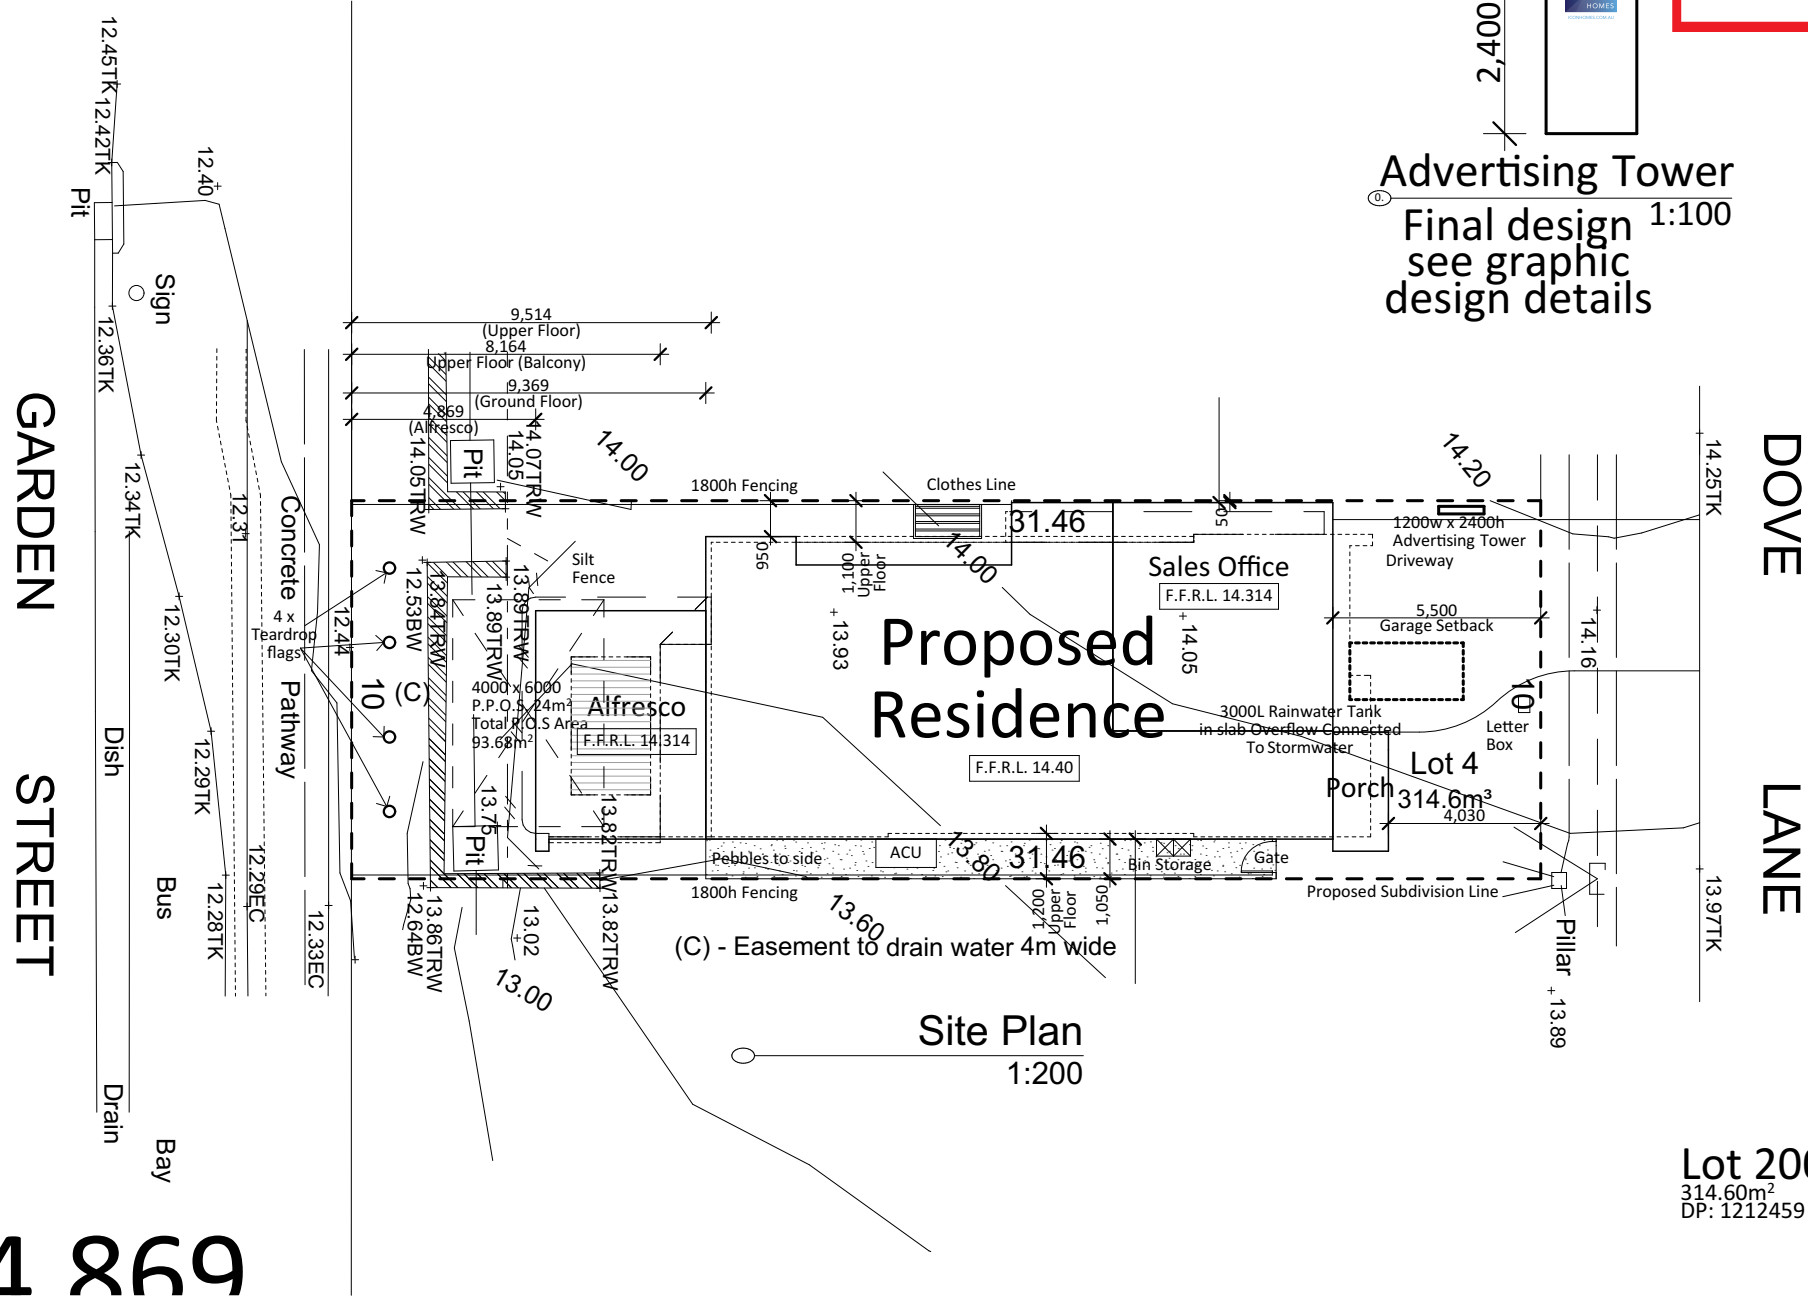 HOMES
2,400
Advertising Tower
0.
1:100
Final design
see graphic
design details
12.45TK
12.42TK
12.40
Pit
Sign
12.36TK
12.34TK
12.31
12.30TK
12.29TK
12.28TK
12.29EC
12.33EC
GARDEN STREET
Concrete Pathway
Dish Drain
Bus Bay
9,514
(Upper Floor)
8,164
Upper Floor (Balcony)
9,369
(Ground Floor)
4,869
(Alfresco)
14.05TRW
Pit
14.05
14.07TRW
14.00
1800h Fencing
Clothes Line
31.46
50
950
1,100
Upper
Floor
14.00
Silt
Fence
4 x
Teardrop
flags
12.44
12.53BW
13.84TRW
13.89TRW
13.89TRW
10
(C)
4000 x 6000
P.P.O.S. 24m²
Total P.O.S Area
93.68m²
Alfresco
F.F.R.L. 14.314
13.93
Proposed
Residence
F.F.R.L. 14.40
Sales Office
F.F.R.L. 14.314
14.05
14.20
1200w x 2400h
Advertising Tower
Driveway
5,500
Garage Setback
14.16
14.25TK
DOVE LANE
10
Letter
Box
3000L Rainwater Tank
in slab Overflow Connected
To Stormwater
Lot 4
314.6m³
Porch
4,030
13.75
Pit
13.82TRW
Pebbles to side
ACU
13.80
31.46
Bin Storage
Gate
1800h Fencing
13.60
1,200
Upper
Floor
1,050
Proposed Subdivision Line
Pillar
13.97TK
13.89
12.64BW
13.86TRW
13.02
13.82TRW
13.00
(C) - Easement to drain water 4m wide
Site Plan
1:200
Lot 200
314.60m²
DP: 1212459
4,869